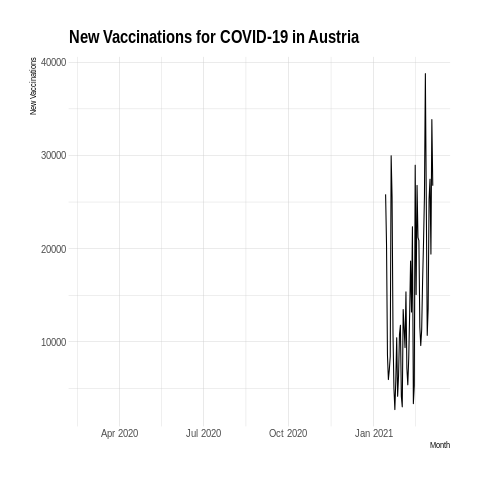 New Vaccinations for COVID-19 in Austria
New Vaccinations
40000
30000
20000
10000
Apr 2020 Jul 2020 Oct 2020 Jan 2021
Month